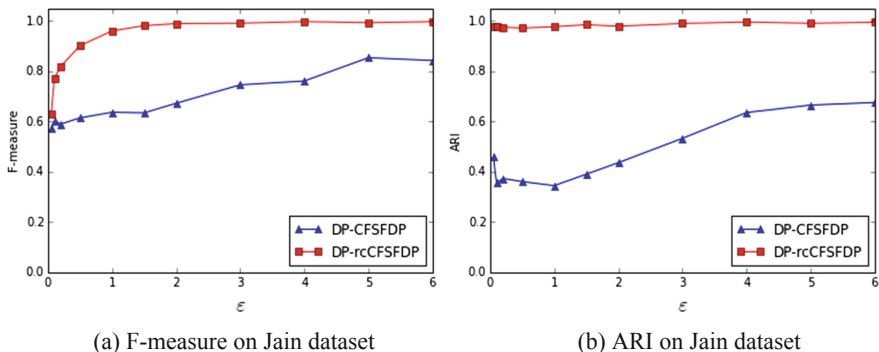 1.0
0.8
0.6
0.4
0.2
0.0
F-measure
0 1 2 3 4 5 6
ε
DP-CFSFDP
DP-rcCFSFDP
(a) F-measure on Jain dataset
1.0
0.8
0.6
0.4
0.2
0.0
ARI
0 1 2 3 4 5 6
ε
DP-CFSFDP
DP-rcCFSFDP
(b) ARI on Jain dataset